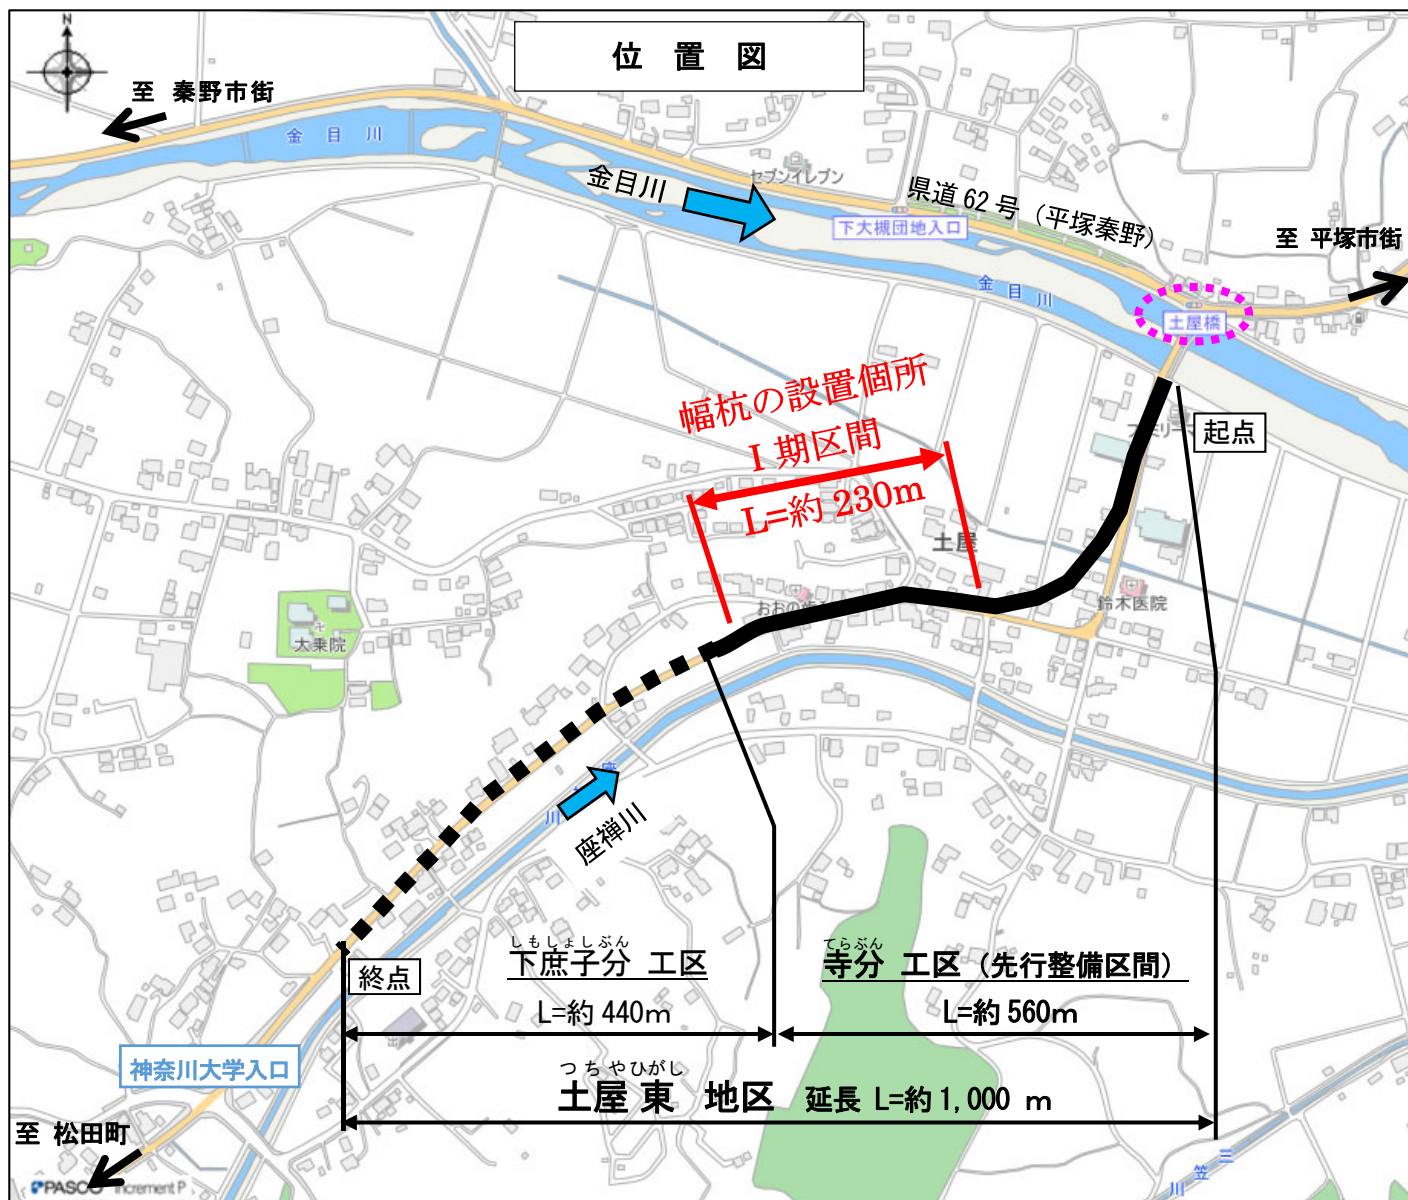 位 置 図
N
至 秦野市街
金 目 川
セブンイレブン
金目川
県道 62 号 (平塚秦野)
下大槻団地入口
至 平塚市街
金 目 川
土屋橋
幅杭の設置個所
Ⅰ 期区間
L=約 230m
起点
土屋
鈴木医院
大乗院
座禅川
しもしょしぶん
下庶子分 工区
L=約 440m
てらぶん
寺分 工区 (先行整備区間)
L=約 560m
終点
神奈川大学入口
つちやひがし
土屋東 地区 延長 L=約 1,000 m
至 松田町
三
笠
川
PASCO Increment P